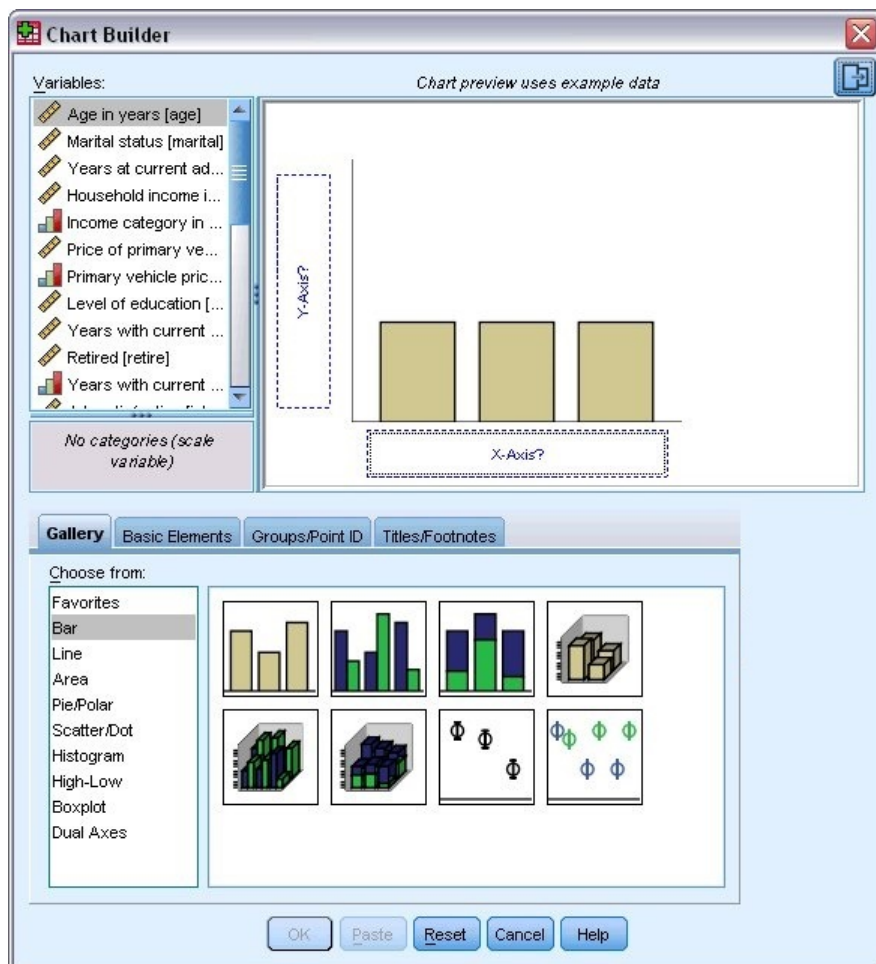 Chart Builder
Variables:
Chart preview uses example data
Age in years [age]
Marital status [marital]
Years at current ad...
Household income i...
Income category in ...
Price of primary ve...
Primary vehicle pric...
Level of education [...
Years with current ...
Retired [retire]
Years with current ...
No categories (scale
variable)
Y-Axis?
X-Axis?
Gallery
Basic Elements
Groups/Point ID
Titles/Footnotes
Choose from:
Favorites
Bar
Line
Area
Pie/Polar
Scatter/Dot
Histogram
High-Low
Boxplot
Dual Axes
OK
Paste
Reset
Cancel
Help